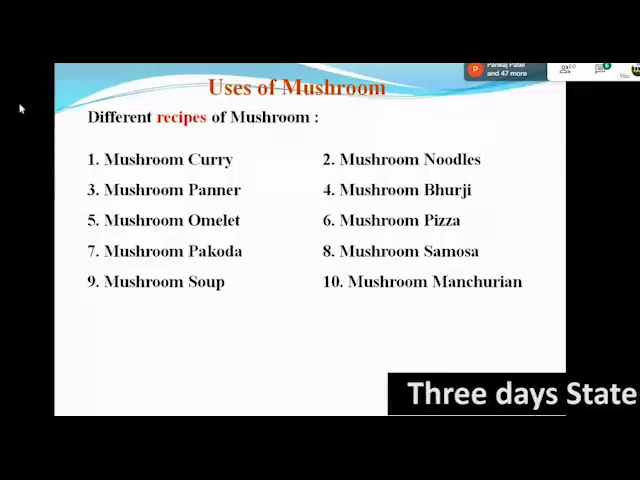 P
Pankaj Patel
and 47 more
You
Uses of Mushroom
Different recipes of Mushroom :
1. Mushroom Curry 2. Mushroom Noodles
3. Mushroom Panner 4. Mushroom Bhurji
5. Mushroom Omelet 6. Mushroom Pizza
7. Mushroom Pakoda 8. Mushroom Samosa
9. Mushroom Soup 10. Mushroom Manchurian
Three days State